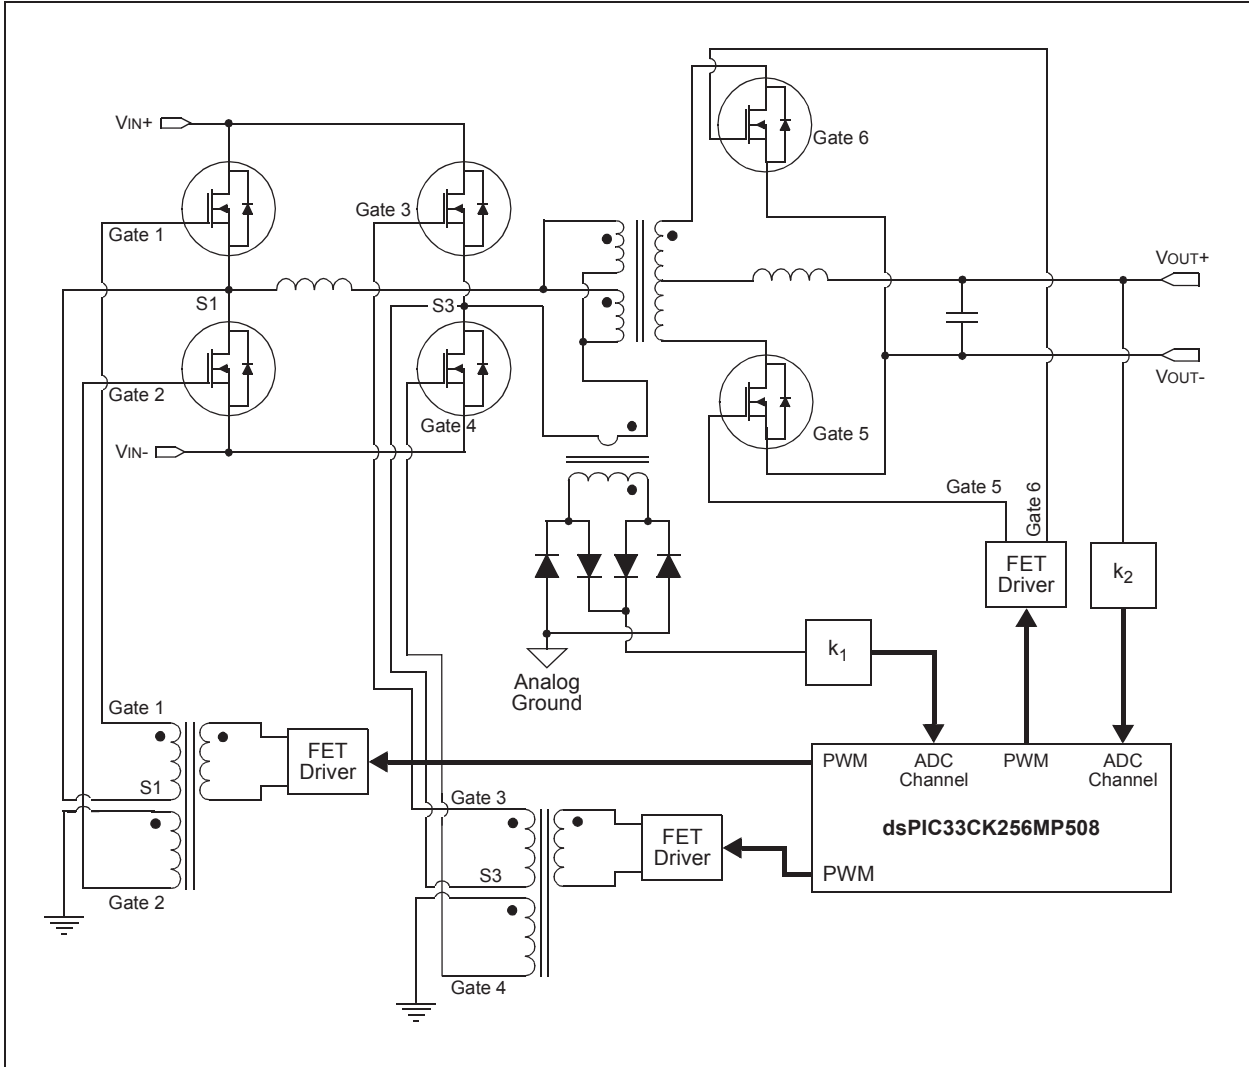 VIN+
Gate 6
Gate 3
Gate 1
VOUT+
S1
S3
VOUT-
Gate 2
Gate 4
Gate 5
VIN-
Gate 5
Gate 6
FET
Driver
k2
k1
Analog
Ground
Gate 1
FET
Driver
S1
PWM
ADC
Channel
PWM
ADC
Channel
Gate 3
dsPIC33CK256MP508
FET
Driver
S3
PWM
Gate 2
Gate 4